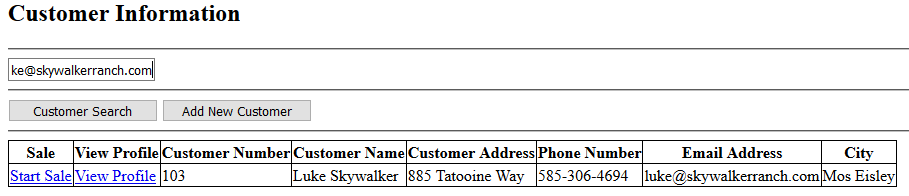 Customer Information
ke@skywalkerranch.com
Customer Search Add New Customer
Sale View Profile Customer Number Customer Name Customer Address Phone Number Email Address City
Start Sale View Profile 103 Luke Skywalker 885 Tatooine Way 585-306-4694 luke@skywalkerranch.com Mos Eisley